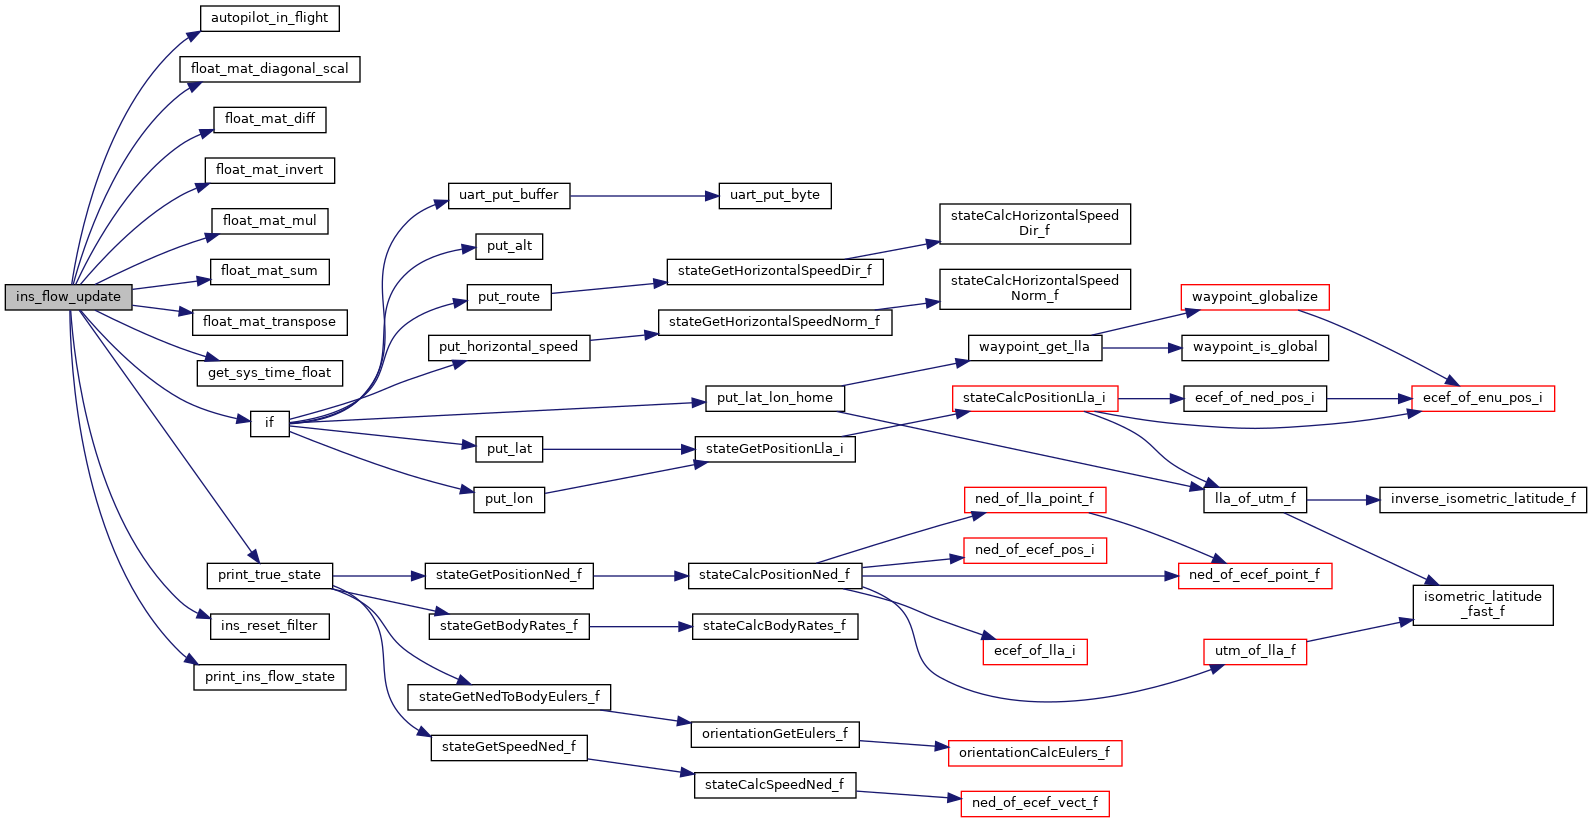 autopilot_in_flight
float_mat_diagonal_scal
float_mat_diff
float_mat_invert
float_mat_mul
float_mat_sum
ins_flow_update
float_mat_transpose
get_sys_time_float
if
print_true_state
ins_reset_filter
print_ins_flow_state
uart_put_buffer
put_alt
put_route
put_horizontal_speed
put_lat_lon_home
put_lat
put_lon
uart_put_byte
stateGetHorizontalSpeedDir_f
stateGetHorizontalSpeedNorm_f
stateGetPositionLla_i
stateCalcHorizontalSpeed
Dir_f
stateCalcHorizontalSpeed
Norm_f
waypoint_get_lla
stateCalcPositionLla_i
waypoint_globalize
waypoint_is_global
ecef_of_ned_pos_i
ecef_of_enu_pos_i
lla_of_utm_f
inverse_isometric_latitude_f
isometric_latitude
_fast_f
stateGetPositionNed_f
stateGetBodyRates_f
stateGetNedToBodyEulers_f
stateGetSpeedNed_f
stateCalcPositionNed_f
stateCalcBodyRates_f
orientationGetEulers_f
stateCalcSpeedNed_f
ned_of_lla_point_f
ned_of_ecef_pos_i
ned_of_ecef_point_f
ecef_of_lla_i
utm_of_lla_f
orientationCalcEulers_f
ned_of_ecef_vect_f